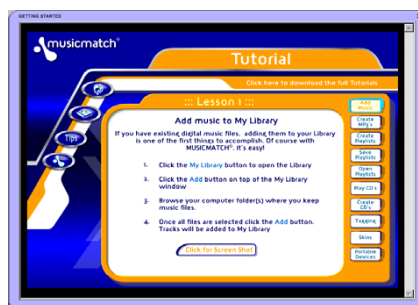 GETTING STARTED
musicmatch®
Tutorial
Click here to download the full Tutorials
::: Lesson 1 :::
Add music to My Library
If you have existing digital music files, adding them to your Library
is one of the first things to accomplish. Of course with
MUSICMATCH®, it's easy!
1. Click the My Library button to open the Library
2. Click the Add button on top of the My Library
window
3. Browse your computer folder(s) where you keep
music files.
4. Once all files are selected click the Add button.
Tracks will be added to My Library
Click for Screen Shot
Tips
Add
Music
Create
MP3's
Create
Playlists
Save
Playlists
Open
Playlists
Play CD's
Create
CD's
Tagging
Skins
Portable
Devices